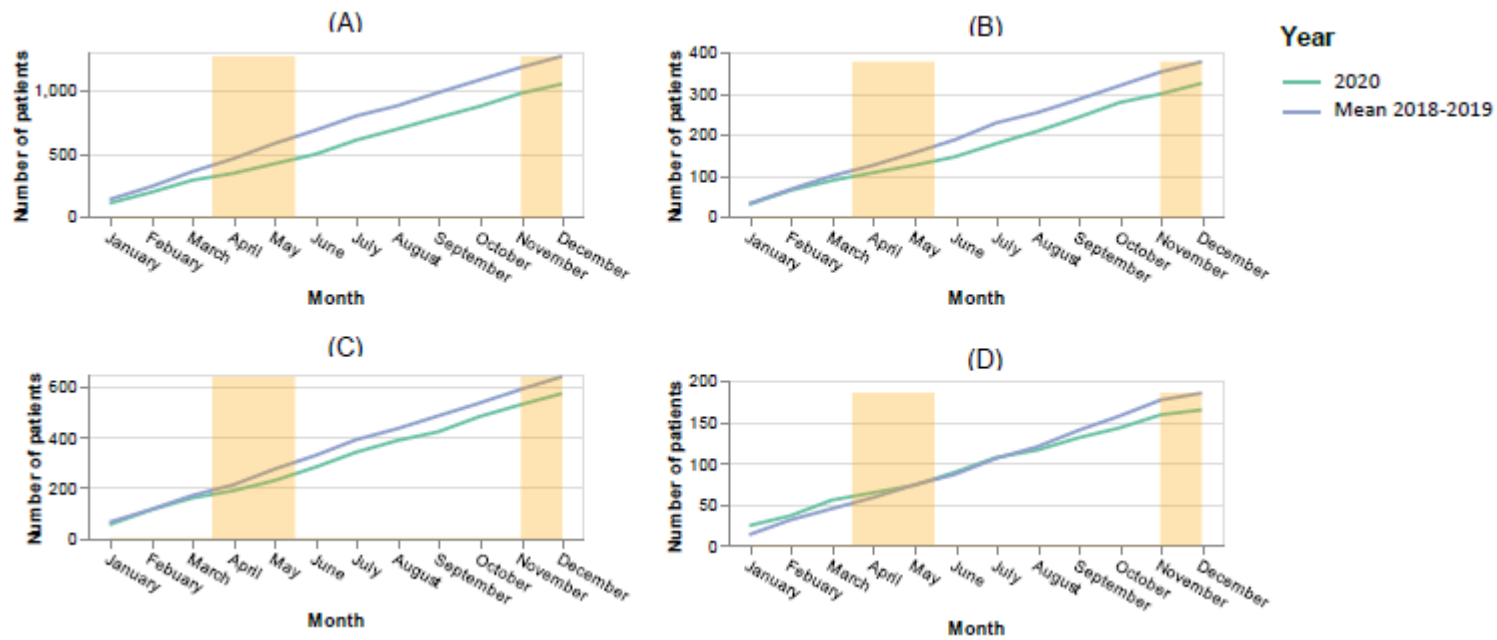 (A)
Number of patients
1,000
500
0
January
Febuary
March
April
May
June
July
August
September
October
November
December
Month
(B)
Number of patients
400
300
200
100
0
January
Febuary
March
April
May
June
July
August
September
October
November
December
Month
Year
2020
Mean 2018-2019
(C)
Number of patients
600
400
200
0
January
Febuary
March
April
May
June
July
August
September
October
November
December
Month
(D)
Number of patients
200
150
100
50
0
January
Febuary
March
April
May
June
July
August
September
October
November
December
Month